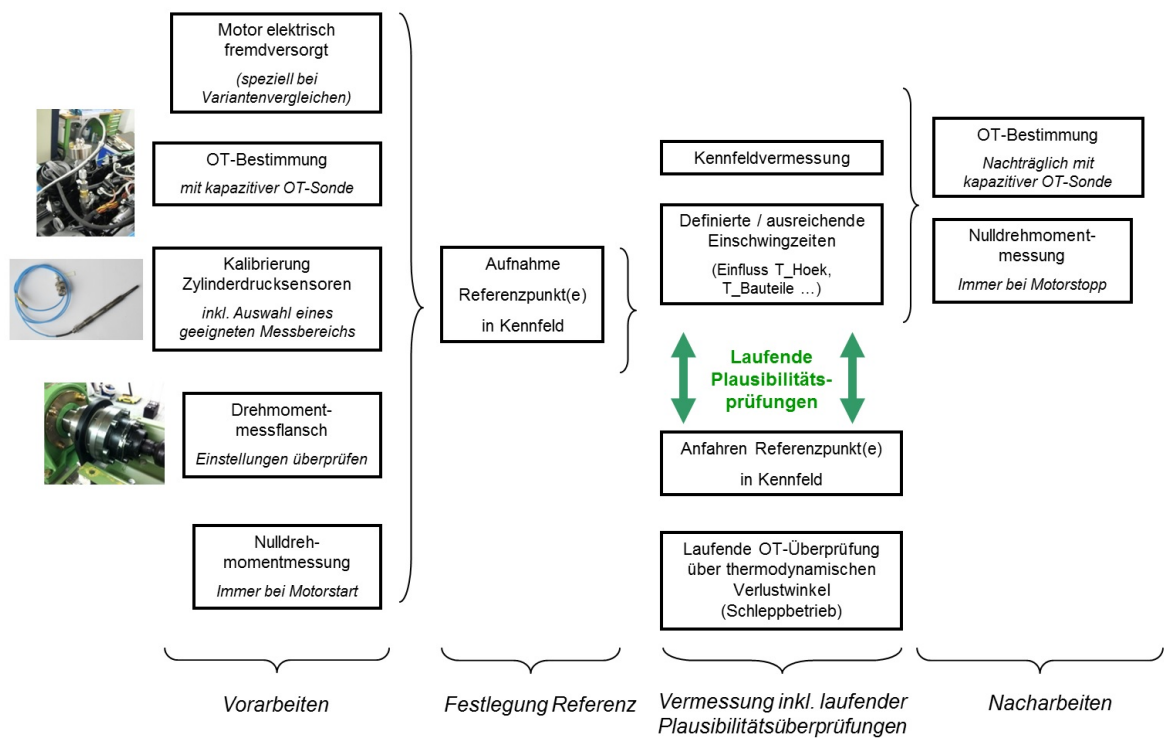 Motor elektrisch
fremdversorgt
(speziell bei
Variantenvergleichen)
OT-Bestimmung
mit kapazitiver OT-Sonde
Kalibrierung
Zylinderdrucksensoren
inkl. Auswahl eines
geeigneten Messbereichs
Drehmoment-
messflansch
Einstellungen überprüfen
Nulldreh-
momentmessung
Immer bei Motorstart
Aufnahme
Referenzpunkt(e)
in Kennfeld
Kennfeldvermessung
Definierte / ausreichende
Einschwingzeiten
(Einfluss T_Hoek,
T_Bauteile ...)
Laufende
Plausibilitäts-
prüfungen
Anfahren Referenzpunkt(e)
in Kennfeld
Laufende OT-Überprüfung
über thermodynamischen
Verlustwinkel
(Schleppbetrieb)
OT-Bestimmung
Nachträglich mit
kapazitiver OT-Sonde
Nulldrehmoment-
messung
Immer bei Motorstopp
Vorarbeiten
Festlegung Referenz
Vermessung inkl. laufender
Plausibilitätsüberprüfungen
Nacharbeiten